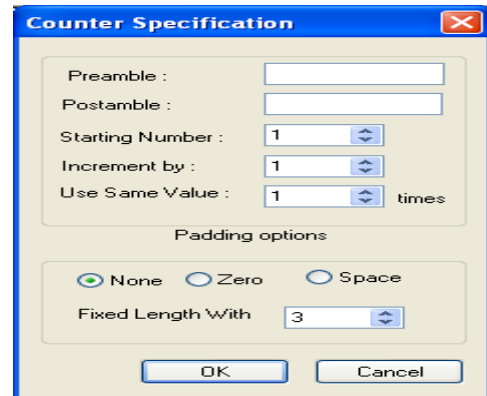 Counter Specification
Preamble :
Postamble :
Starting Number : 1
Increment by : 1
Use Same Value : 1 times
Padding options
None Zero Space
Fixed Length With 3
OK Cancel